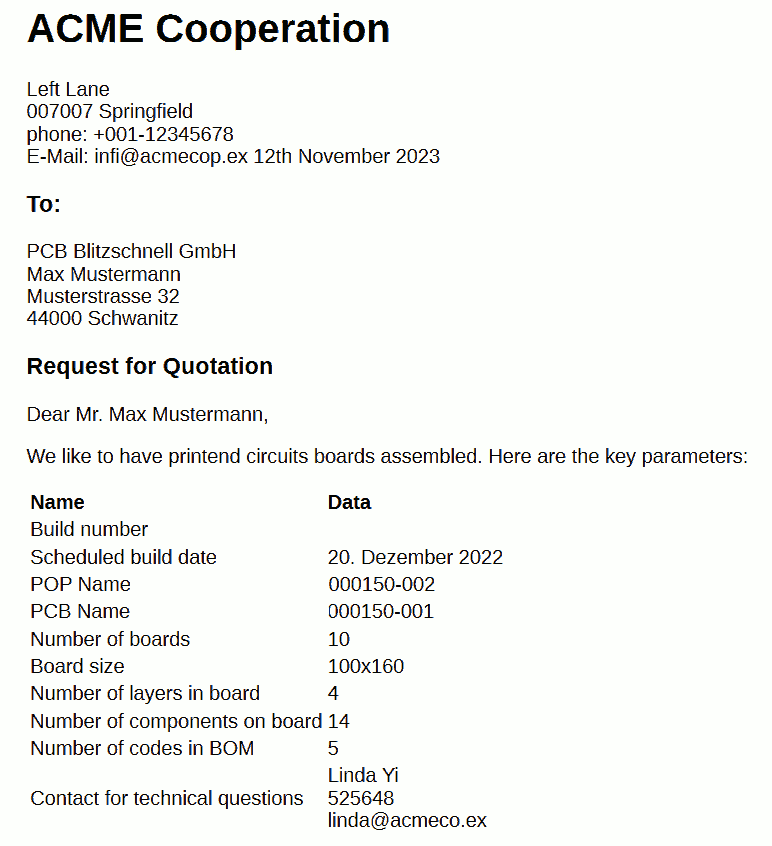 ACME Cooperation
Left Lane
007007 Springfield
phone: +001-12345678
E-Mail: infi@acmecop.ex 12th November 2023
To:
PCB Blitzschnell GmbH
Max Mustermann
Musterstrasse 32
44000 Schwanitz
Request for Quotation
Dear Mr. Max Mustermann,
We like to have printend circuits boards assembled. Here are the key parameters:
Name Data
Build number
Scheduled build date 20. Dezember 2022
POP Name 000150-002
PCB Name 000150-001
Number of boards 10
Board size 100x160
Number of layers in board 4
Number of components on board 14
Number of codes in BOM 5
Linda Yi
Contact for technical questions 525648
linda@acmeco.ex